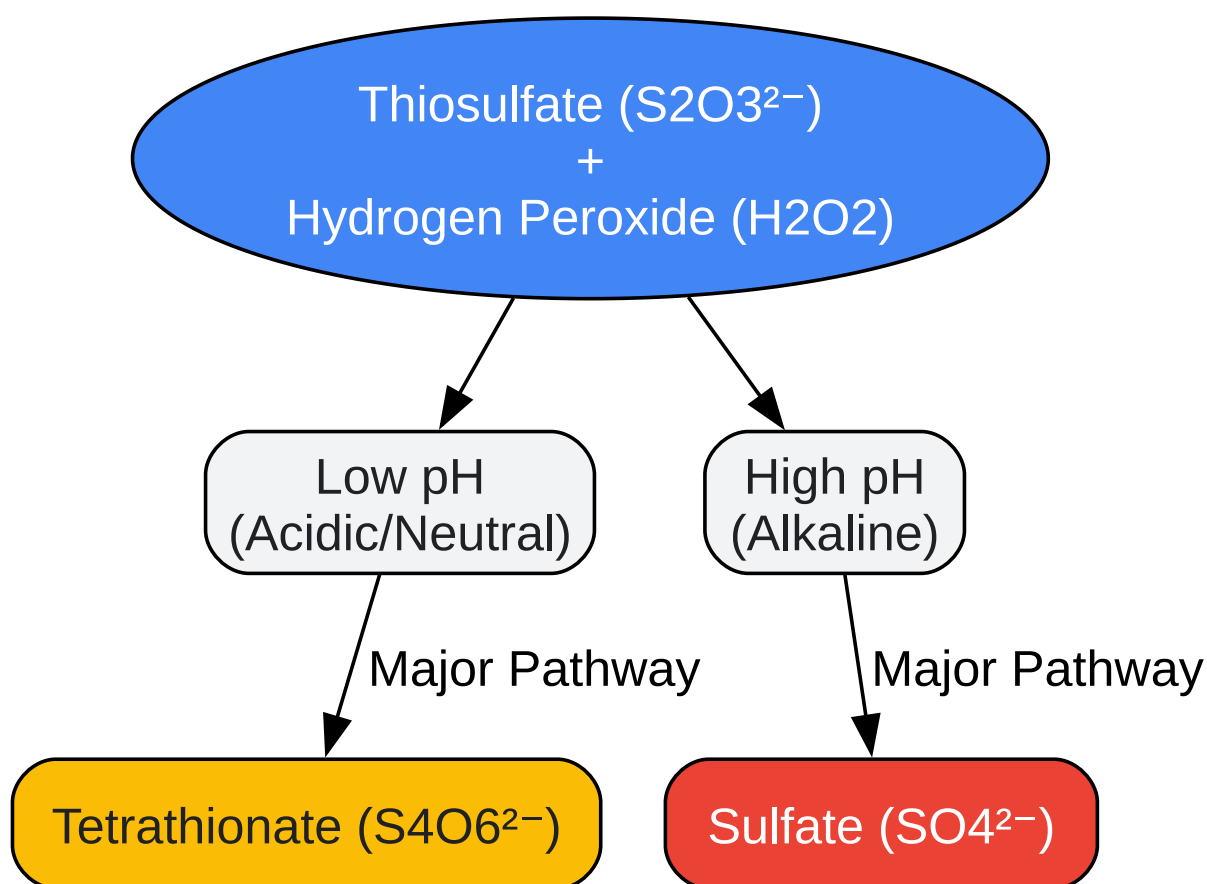 Thiosulfate (S2O3²⁻)
+
Hydrogen Peroxide (H2O2)
Low pH
(Acidic/Neutral)
High pH
(Alkaline)
Major Pathway
Major Pathway
Tetrathionate (S4O6²⁻)
Sulfate (SO4²⁻)